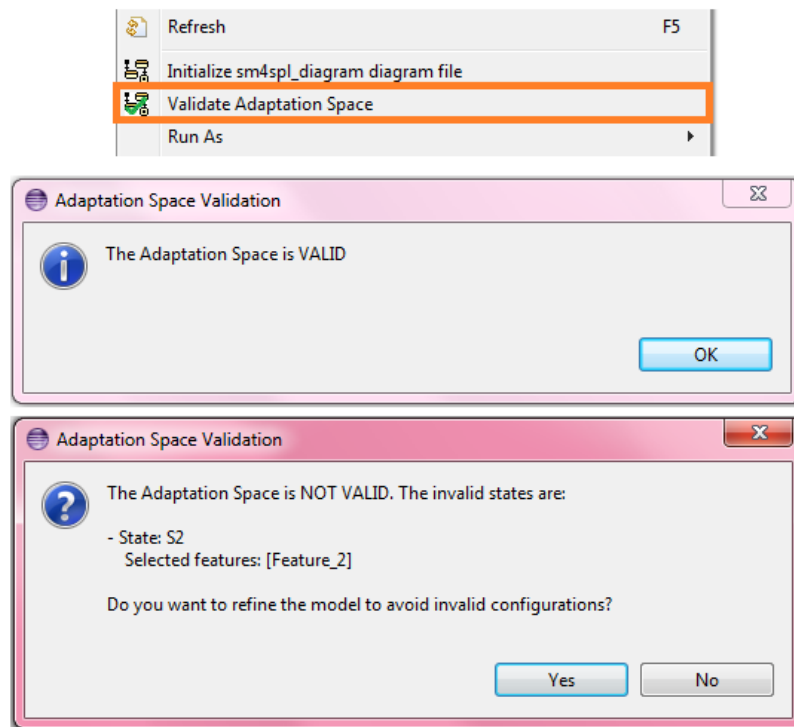 Refresh F5
Initialize sm4spl_diagram diagram file
Validate Adaptation Space
Run As
Adaptation Space Validation
The Adaptation Space is VALID
OK
Adaptation Space Validation
The Adaptation Space is NOT VALID. The invalid states are:
- State: S2
Selected features: [Feature_2]
Do you want to refine the model to avoid invalid configurations?
Yes No